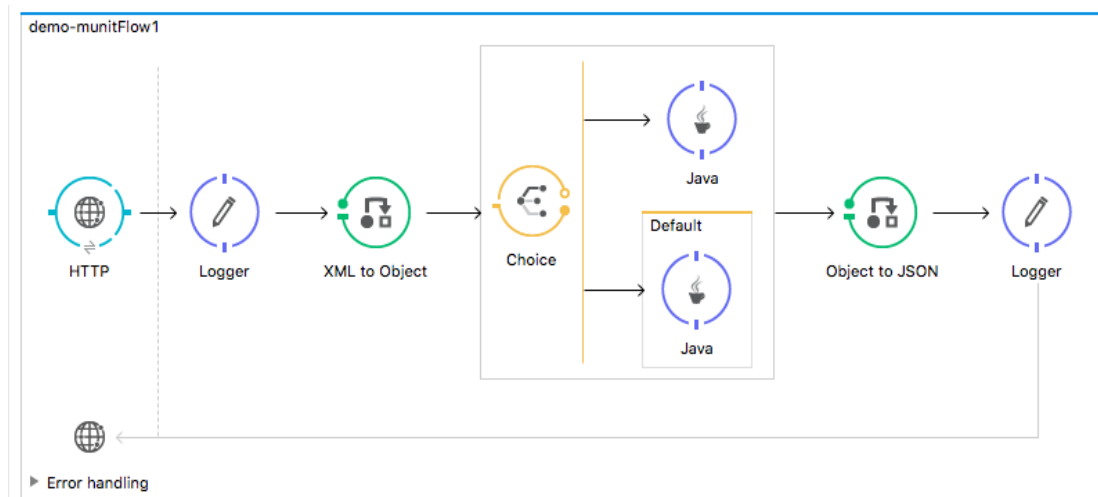 demo-munitFlow1
HTTP
Logger
XML to Object
Choice
Java
Default
Java
Object to JSON
Logger
Error handling